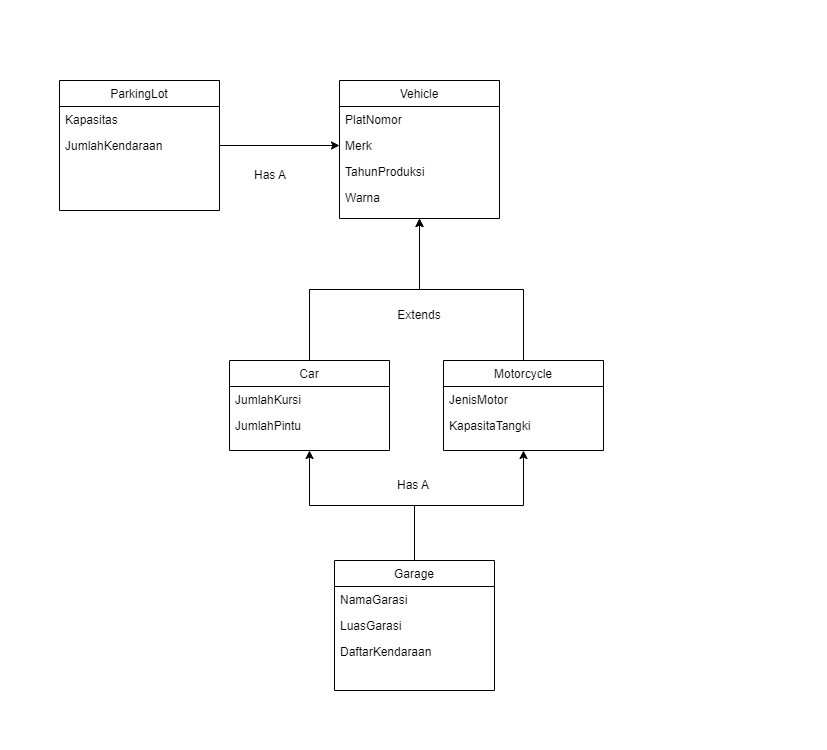 ParkingLot
Kapasitas
JumlahKendaraan
Has A
Vehicle
PlatNomor
Merk
TahunProduksi
Warna
Extends
Car
JumlahKursi
JumlahPintu
Motorcycle
JenisMotor
KapasitaTangki
Has A
Garage
NamaGarasi
LuasGarasi
DaftarKendaraan